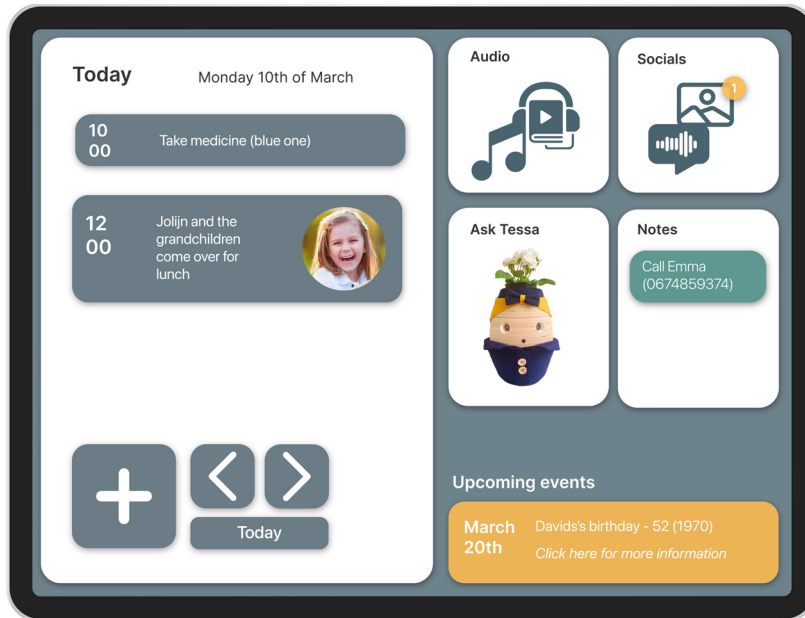 Today
Monday 10th of March
10
00
Take medicine (blue one)
12
00
Jolijn and the
grandchildren
come over for
lunch
Today
Audio
Socials
1
Ask Tessa
Notes
Call Emma
(0674859374)
Upcoming events
March
20th
Davids's birthday - 52 (1970)
Click here for more information